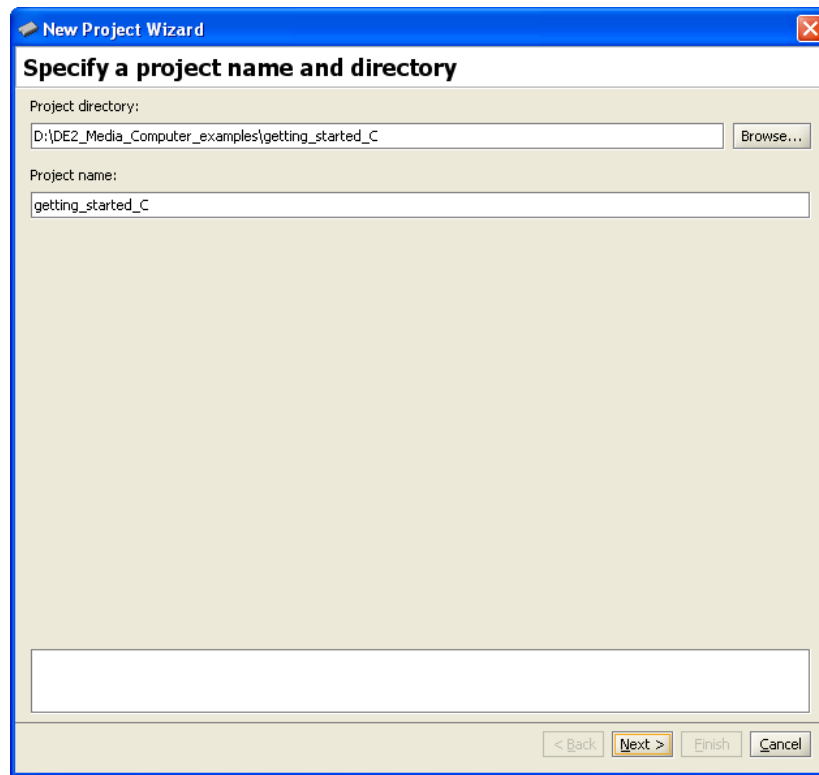 New Project Wizard
Specify a project name and directory
Project directory:
D:\DE2_Media_Computer_examples\getting_started_C
Browse...
Project name:
getting_started_C
< Back Next > Finish Cancel